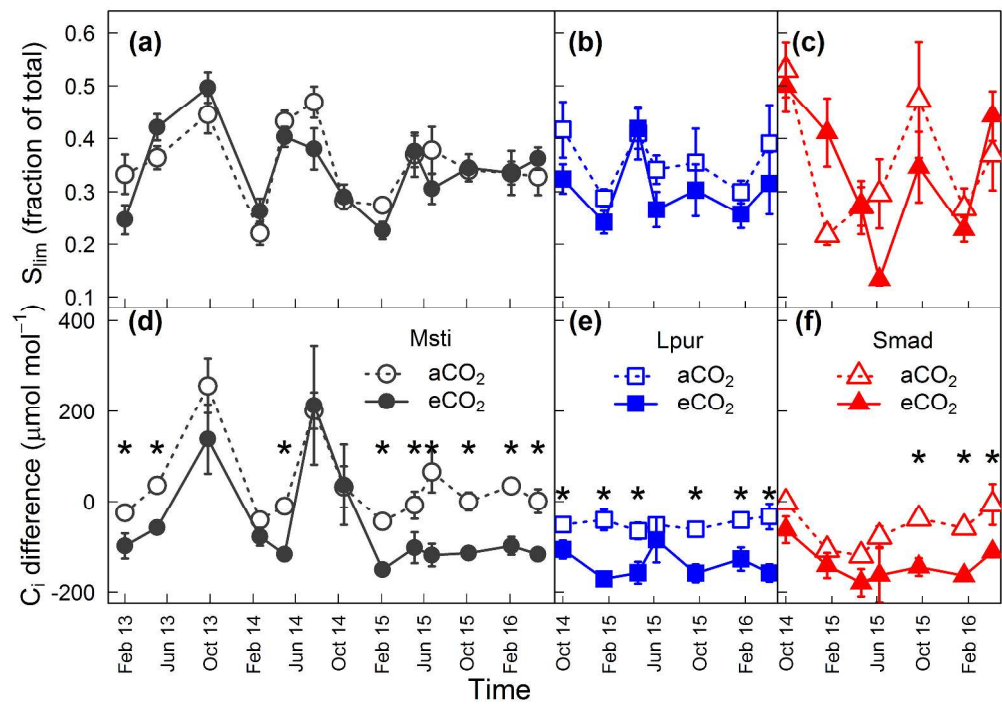 (a)
(b)
(c)
S_lim (fraction of total)
0.6
0.5
0.4
0.3
0.2
0.1
(d)
Msti
aCO₂
eCO₂
* * * * * * * * *
(e)
Lpur
aCO₂
eCO₂
* * * * * *
(f)
Smad
aCO₂
eCO₂
* * *
C_i difference (µmol mol⁻¹)
400
200
0
-200
Feb 13
Jun 13
Oct 13
Feb 14
Jun 14
Oct 14
Feb 15
Jun 15
Oct 15
Feb 16
Oct 14
Feb 15
Jun 15
Oct 15
Feb 16
Oct 14
Feb 15
Jun 15
Oct 15
Feb 16
Time